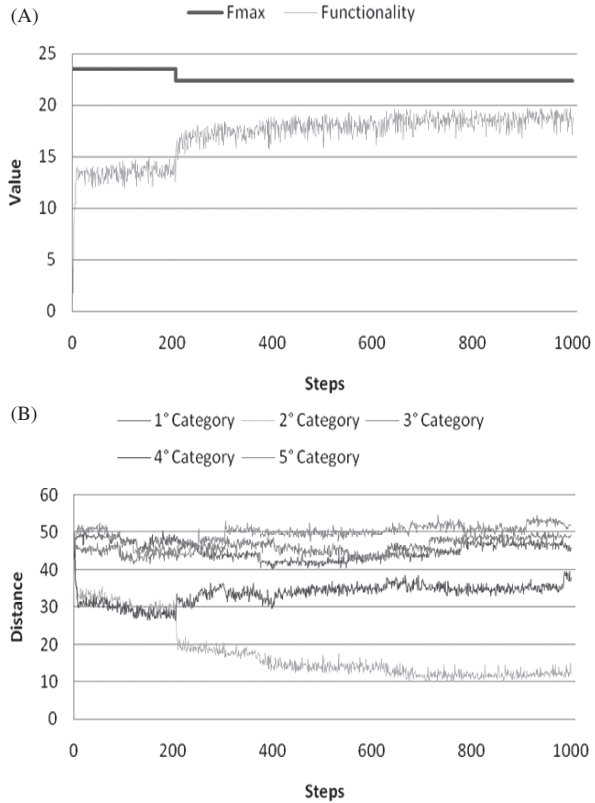 (A)
Fmax Functionality
25
20
15
10
5
0
Value
0 200 400 600 800 1000
Steps
(B)
1° Category 2° Category 3° Category
4° Category 5° Category
60
50
40
30
20
10
0
Distance
0 200 400 600 800 1000
Steps